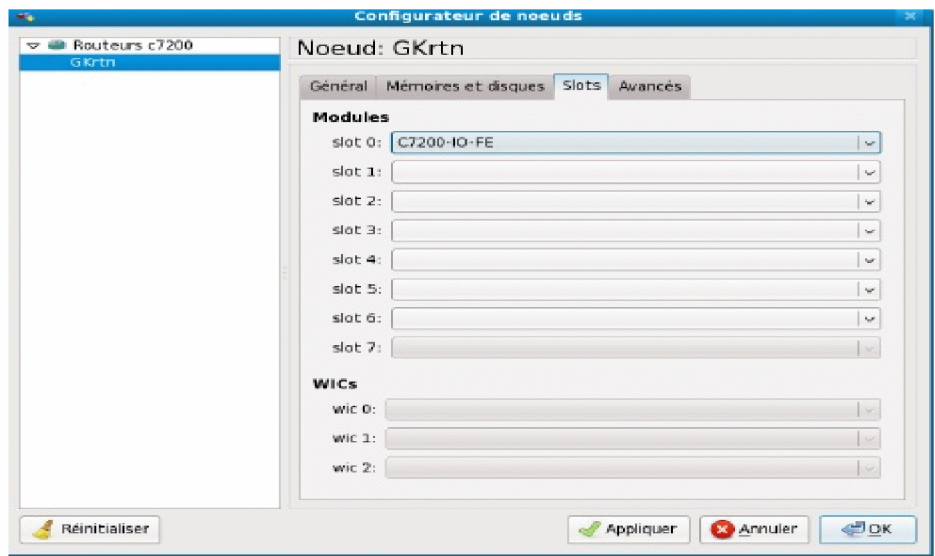 Configurateur de noeuds
Routeurs c7200
GKrtn
Noeud: GKrtn
Général Mémoires et disques Slots Avancés
Modules
slot 0: C7200-IO-FE
slot 1:
slot 2:
slot 3:
slot 4:
slot 5:
slot 6:
slot 7:
WICs
wic 0:
wic 1:
wic 2:
Réinitialiser Appliquer Annuler OK